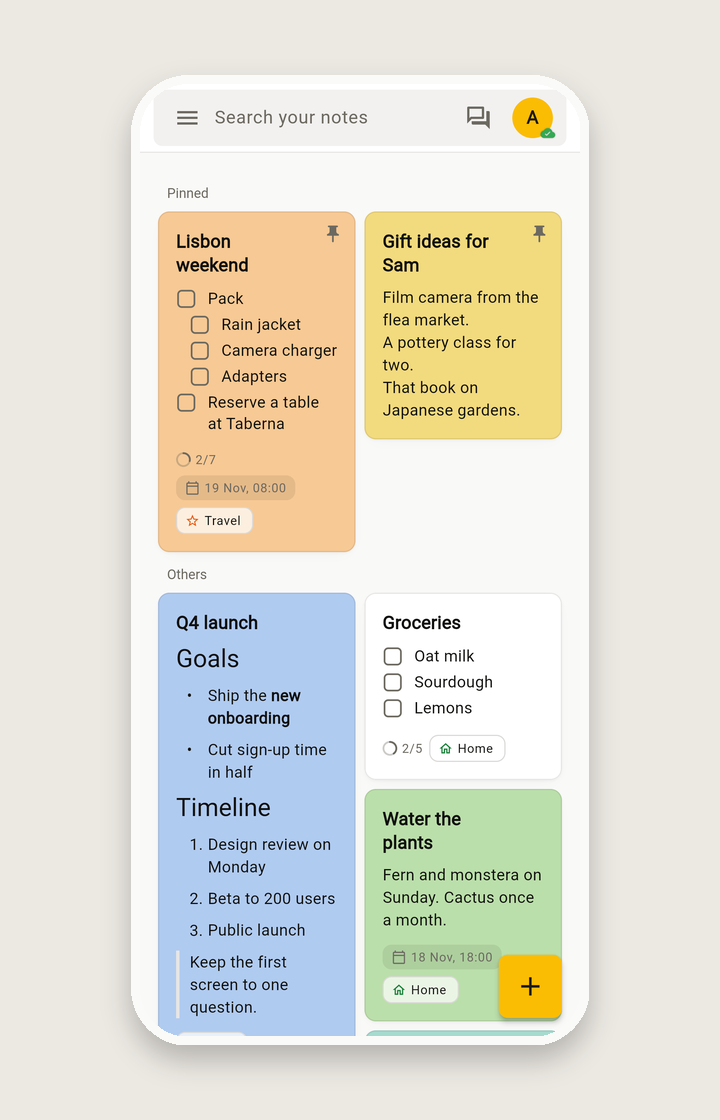 Search your notes
A
Pinned
Lisbon
weekend
Pack
Rain jacket
Camera charger
Adapters
Reserve a table
at Taberna
2/7
19 Nov, 08:00
Travel
Gift ideas for
Sam
Film camera from the
flea market.
A pottery class for
two.
That book on
Japanese gardens.
Others
Q4 launch
Goals
• Ship the new
onboarding
• Cut sign-up time
in half
Timeline
1. Design review on
Monday
2. Beta to 200 users
3. Public launch
Keep the first
screen to one
question.
Groceries
Oat milk
Sourdough
Lemons
2/5
Home
Water the
plants
Fern and monstera on
Sunday. Cactus once
a month.
18 Nov, 18:00
Home